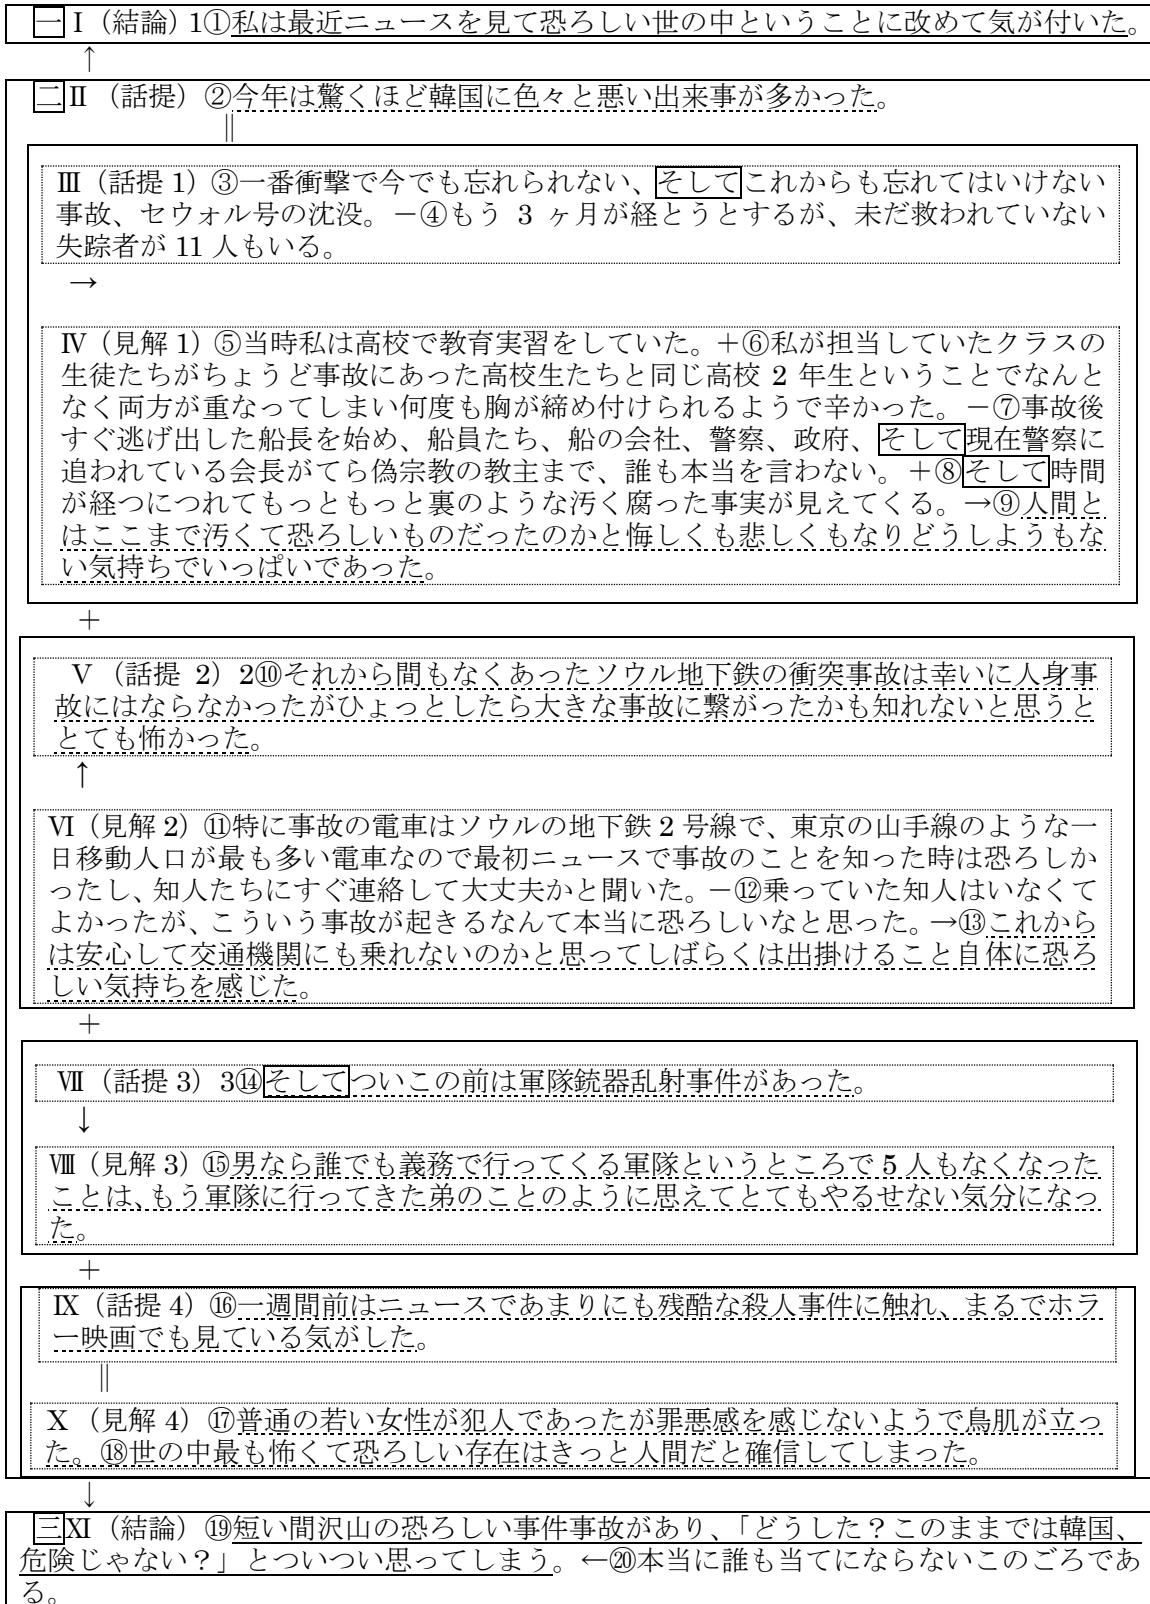 一Ⅰ（結論）1①私は最近ニュースを見て恐ろしい世の中ということに改めて気が付いた。
↑
二Ⅱ （話提）②今年は驚くほど韓国に色々と悪い出来事が多かった。
||
Ⅲ（話提 1）③一番衝撃で今でも忘れられない、そしてこれからも忘れてはいけない
事故、セウォル号の沈没。－④もう 3 ヶ月が経とうとするが、未だ救われていない
失踪者が 11 人もいる。
→
Ⅳ（見解 1）⑤当時私は高校で教育実習をしていた。＋⑥私が担当していたクラスの
生徒たちがちょうど事故にあった高校生たちと同じ高校 2 年生ということでなんと
なく両方が重なってしまい何度も胸が締め付けられるようで辛かった。－⑦事故後
すぐ逃げ出した船長を始め、船員たち、船の会社、警察、政府、そして現在警察に
追われている会長がてら偽宗教の教主まで、誰も本当を言わない。＋⑧そして時間
が経つにつれてもっともっと裏のような汚く腐った事実が見えてくる。→⑨人間と
はここまで汚くて恐ろしいものだったのかと悔しくも悲しくもなりどうしようもな
い気持ちでいっぱいであった。
＋
Ⅴ （話提 2）2⑩それから間もなくあったソウル地下鉄の衝突事故は幸いに人身事
故にはならなかったがひょっとしたら大きな事故に繋がったかも知れないと思うと
とても怖かった。
↑
Ⅵ（見解 2）⑪特に事故の電車はソウルの地下鉄 2 号線で、東京の山手線のような一
日移動人口が最も多い電車なので最初ニュースで事故のことを知った時は恐ろしか
ったし、知人たちにすぐ連絡して大丈夫かと聞いた。－⑫乗っていた知人はいなくて
よかったが、こういう事故が起きるなんて本当に恐ろしいなと思った。→⑬これから
は安心して交通機関にも乗れないのかと思ってしばらくは出掛けること自体に恐ろ
しい気持ちを感じた。
＋
Ⅶ（話提 3）3⑭そしてついこの前は軍隊銃器乱射事件があった。
↓
Ⅷ（見解 3）⑮男なら誰でも義務で行ってくる軍隊というところで 5 人もなくなった
ことは、もう軍隊に行ってきた弟のことのように思えてとてもやるせない気分になっ
た。
＋
Ⅸ（話提 4）⑯一週間前はニュースであまりにも残酷な殺人事件に触れ、まるでホラ
ー映画でも見ている気がした。
||
Ⅹ （見解 4）⑰普通の若い女性が犯人であったが罪悪感を感じないようで鳥肌が立っ
た。⑱世の中最も怖くて恐ろしい存在はきっと人間だと確信してしまった。
↓
三Ⅺ（結論）⑲短い間沢山の恐ろしい事件事故があり、「どうした？このままでは韓国、
危険じゃない？」とついつい思ってしまう。←⑳本当に誰も当てにならないこのごろであ
る。